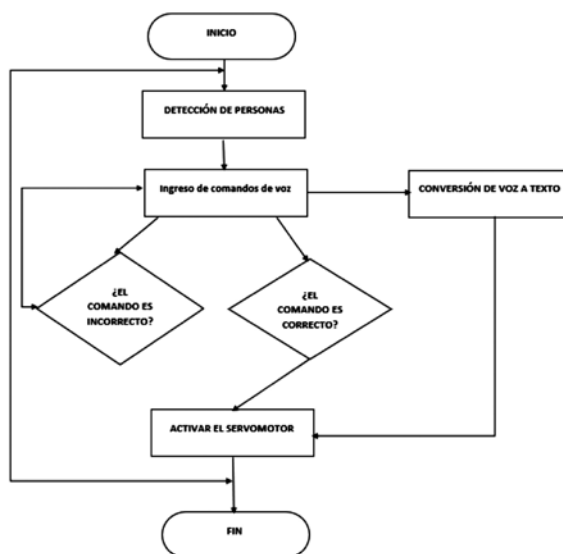 INICIO
DETECCIÓN DE PERSONAS
Ingreso de comandos de voz
CONVERSIÓN DE VOZ A TEXTO
¿EL
COMANDO ES
INCORRECTO?
¿EL
COMANDO ES
CORRECTO?
ACTIVAR EL SERVOMOTOR
FIN